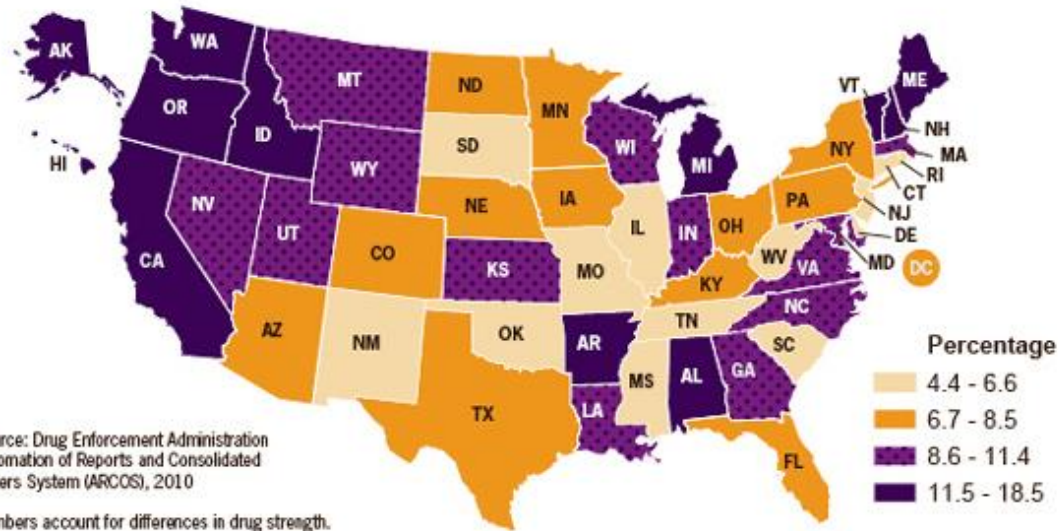 AK
WA
MT
ND
MN
VT
ME
OR
ID
SD
WI
MI
NY
NH
MA
RI
CT
HI
WY
NE
IA
PA
NJ
NV
UT
CO
IL
IN
OH
DE
CA
KS
MO
WV
VA
MD
DC
KY
AZ
NM
OK
TN
NC
AR
SC
MS
AL
GA
TX
LA
FL
Percentage
4.4 - 6.6
6.7 - 8.5
8.6 - 11.4
11.5 - 18.5
rce: Drug Enforcement Administration
omation of Reports and Consolidated
ers System (ARCOS), 2010
nbers account for differences in drug strength.